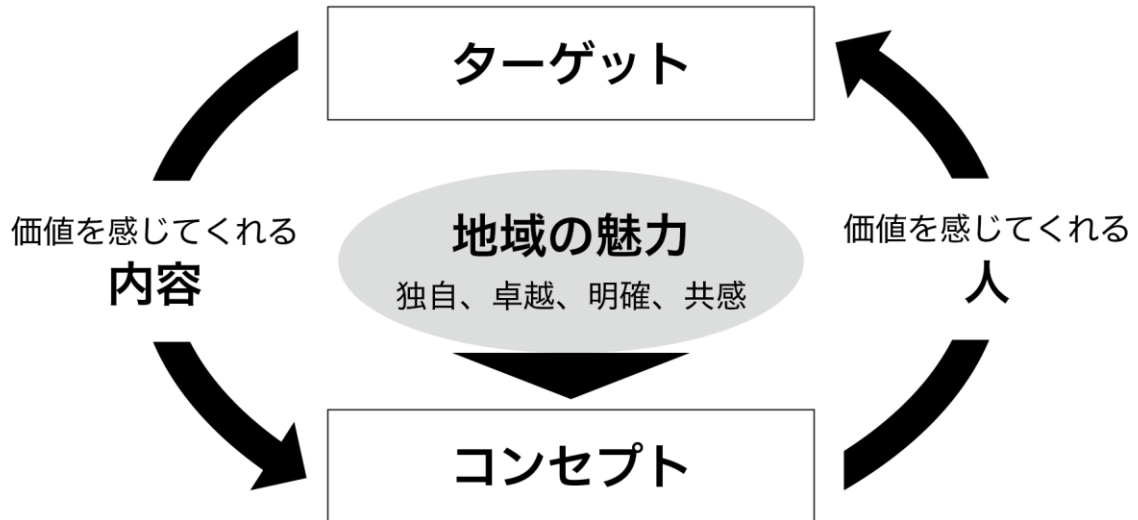 ターゲット
価値を感じてくれる
内容
地域の魅力
独自、卓越、明確、共感
価値を感じてくれる
人
コンセプト